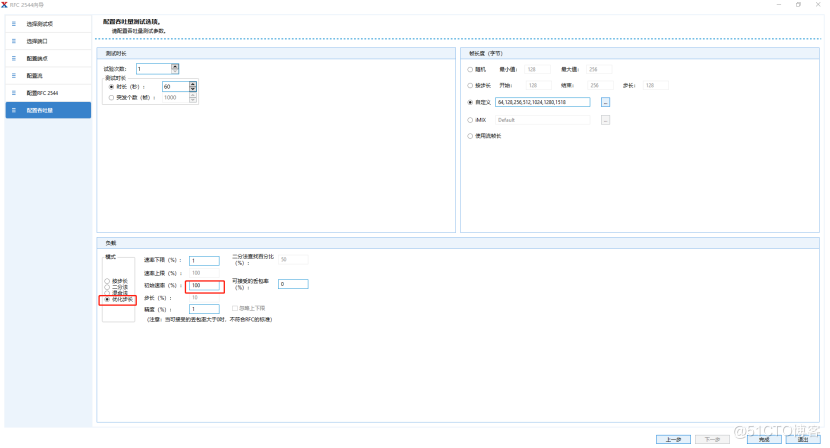 RFC 2544向导
选择测试项
选择端口
配置端点
配置流
配置RFC 2544
配置吞吐量
配置吞吐量测试选项。
请配置吞吐量测试参数。
测试时长
试验次数: 1
测试时长
时长（秒）: 60
突发个数（帧）: 1000
帧长度（字节）
随机 最小值: 128 最大值: 256
按步长 开始: 128 结束: 256 步长: 128
自定义 64,128,256,512,1024,1280,1518 ...
iMIX Default ...
使用流帧长
负载
模式
按步长
二分法
混合法
优化步长
速率下限（%）: 1
速率上限（%）: 100
初始速率（%）: 100
步长（%）: 10
精度（%）: 1
二分法查找百分比（%）: 50
可接受的丢包率（%）: 0
忽略上下限
（注意：当可接受的丢包率大于0时，不符合RFC的标准）
上一步 下一步 完成 退出
@51CTO博客